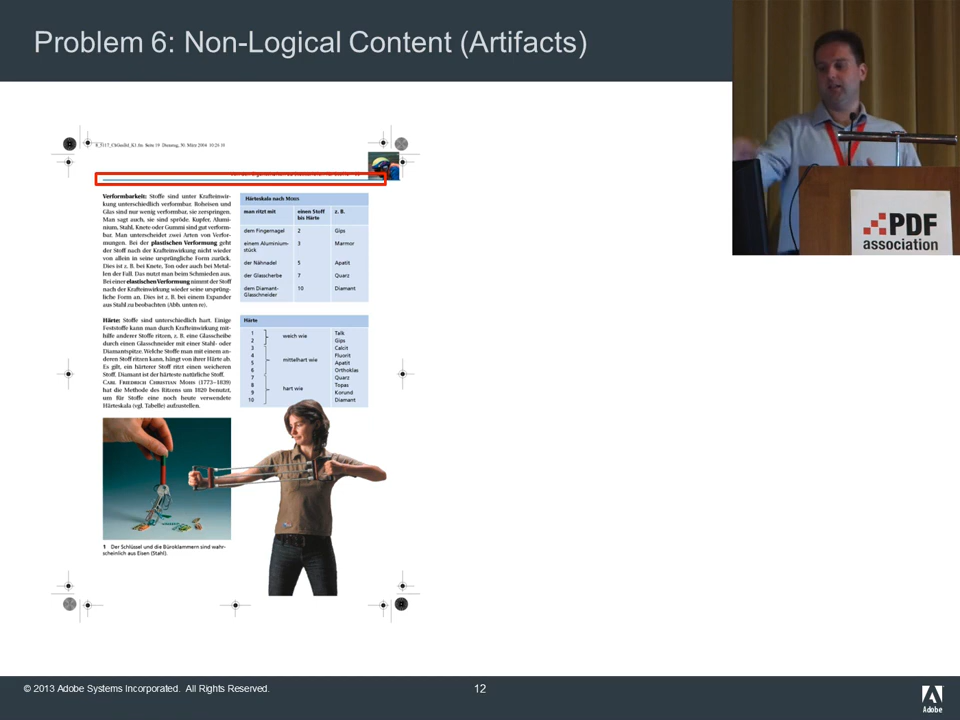 Problem 6: Non-Logical Content (Artifacts)
PDF
association
Verformbarkeit: Stoffe sind unter Krafteinwir-
kung unterschiedlich verformbar. Roheisen und
Glas sind nur wenig verformbar, sie zerspringen.
Man sagt auch, sie sind spröde. Kupfer, Alumi-
nium, Stahl, Knete oder Gummi sind gut verform-
bar. Man unterscheidet zwei Arten von Verfor-
mungen. Bei der plastischen Verformung geht
der Stoff nach der Krafteinwirkung nicht wieder
von allein in seine ursprüngliche Form zurück.
Dies ist z. B. bei Knete, Ton oder auch bei Metal-
len der Fall. Das nutzt man beim Schmieden aus.
Bei einer elastischen Verformung nimmt der Stoff
nach der Krafteinwirkung wieder seine ursprüng-
liche Form an. Dies ist z. B. bei einem Expander
aus Stahl zu beobachten (Abb. unten re).
Härte: Stoffe sind unterschiedlich hart. Einige
Feststoffe kann man durch Krafteinwirkung mit-
hilfe anderer Stoffe ritzen, z. B. eine Glasscheibe
durch einen Glasschneider mit einer Stahl- oder
Diamantspitze. Welche Stoffe man mit einem an-
deren Stoff ritzen kann, hängt von ihrer Härte ab.
Es gilt, ein härterer Stoff ritzt einen weicheren
Stoff. Diamant ist der härteste natürliche Stoff.
CARL FRIEDRICH CHRISTIAN MOHS (1773–1839)
hat die Methode des Ritzens um 1820 benutzt,
um für Stoffe eine noch heute verwendete
Härteskala (vgl. Tabelle) aufzustellen.
Härteskala nach MOHS
man ritzt mit einen Stoff z. B.
bis Härte
dem Fingernagel 2 Gips
einem Aluminium- 3 Marmor
stück
der Nähnadel 5 Apatit
der Glasscherbe 7 Quarz
dem Diamant- 10 Diamant
Glasschneider
Härte
1 Talk
weich wie
2 Gips
3 Calcit
4 Fluorit
mittelhart wie
5 Apatit
6 Orthoklas
7 Quarz
8 Topas
hart wie
9 Korund
10 Diamant
1 Der Schlüssel und die Büroklammern sind wahr-
scheinlich aus Eisen (Stahl).
© 2013 Adobe Systems Incorporated. All Rights Reserved.
12
Adobe